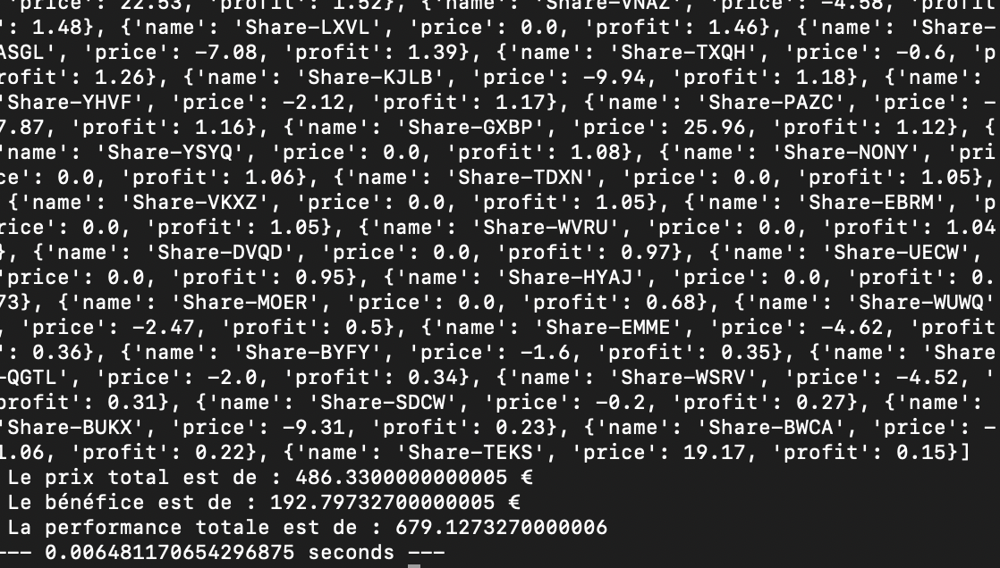 'price': 22.53, 'profit': 1.52}, {'name': 'Share-VNAZ', 'price': -4.58, 'profit
': 1.48}, {'name': 'Share-LXVL', 'price': 0.0, 'profit': 1.46}, {'name': 'Share-
ASGL', 'price': -7.08, 'profit': 1.39}, {'name': 'Share-TXQH', 'price': -0.6, 'p
rofit': 1.26}, {'name': 'Share-KJLB', 'price': -9.94, 'profit': 1.18}, {'name':
'Share-YHVF', 'price': -2.12, 'profit': 1.17}, {'name': 'Share-PAZC', 'price': -
7.87, 'profit': 1.16}, {'name': 'Share-GXBP', 'price': 25.96, 'profit': 1.12}, {
'name': 'Share-YSYQ', 'price': 0.0, 'profit': 1.08}, {'name': 'Share-NONY', 'pri
ce': 0.0, 'profit': 1.06}, {'name': 'Share-TDXN', 'price': 0.0, 'profit': 1.05},
{'name': 'Share-VKXZ', 'price': 0.0, 'profit': 1.05}, {'name': 'Share-EBRM', 'p
rice': 0.0, 'profit': 1.05}, {'name': 'Share-WVRU', 'price': 0.0, 'profit': 1.04
}, {'name': 'Share-DVQD', 'price': 0.0, 'profit': 0.97}, {'name': 'Share-UECW',
'price': 0.0, 'profit': 0.95}, {'name': 'Share-HYAJ', 'price': 0.0, 'profit': 0.
73}, {'name': 'Share-MOER', 'price': 0.0, 'profit': 0.68}, {'name': 'Share-WUWQ'
, 'price': -2.47, 'profit': 0.5}, {'name': 'Share-EMME', 'price': -4.62, 'profit
': 0.36}, {'name': 'Share-BYFY', 'price': -1.6, 'profit': 0.35}, {'name': 'Share
-QGTL', 'price': -2.0, 'profit': 0.34}, {'name': 'Share-WSRV', 'price': -4.52, '
profit': 0.31}, {'name': 'Share-SDCW', 'price': -0.2, 'profit': 0.27}, {'name':
'Share-BUKX', 'price': -9.31, 'profit': 0.23}, {'name': 'Share-BWCA', 'price': -
1.06, 'profit': 0.22}, {'name': 'Share-TEKS', 'price': 19.17, 'profit': 0.15}]
Le prix total est de : 486.3300000000005 €
Le bénéfice est de : 192.79732700000005 €
La performance totale est de : 679.1273270000006
--- 0.006481170654296875 seconds ---